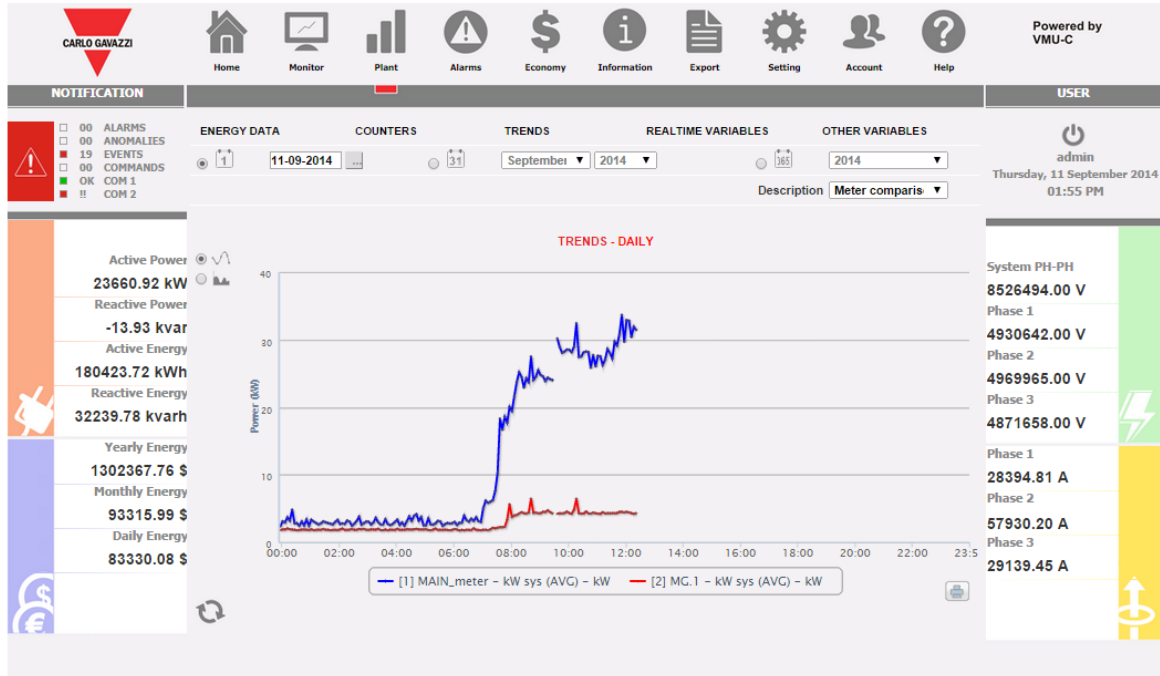 CARLO GAVAZZI
Home Monitor Plant Alarms Economy Information Export Setting Account Help
Powered by
VMU-C
NOTIFICATION
USER
00 ALARMS
00 ANOMALIES
19 EVENTS
00 COMMANDS
OK COM 1
!! COM 2
ENERGY DATA COUNTERS TRENDS REALTIME VARIABLES OTHER VARIABLES
1 11-09-2014 ... 31 September 2014 365 2014
Description Meter comparis
admin
Thursday, 11 September 2014
01:55 PM
Active Power
23660.92 kW
Reactive Power
-13.93 kvar
Active Energy
180423.72 kWh
Reactive Energy
32239.78 kvarh
Yearly Energy
1302367.76 $
Monthly Energy
93315.99 $
Daily Energy
83330.08 $
TRENDS - DAILY
Power (kW)
40
30
20
10
0
00:00 02:00 04:00 06:00 08:00 10:00 12:00 14:00 16:00 18:00 20:00 22:00 23:5
[1] MAIN_meter - kW sys (AVG) - kW [2] MG.1 - kW sys (AVG) - kW
System PH-PH
8526494.00 V
Phase 1
4930642.00 V
Phase 2
4969965.00 V
Phase 3
4871658.00 V
Phase 1
28394.81 A
Phase 2
57930.20 A
Phase 3
29139.45 A